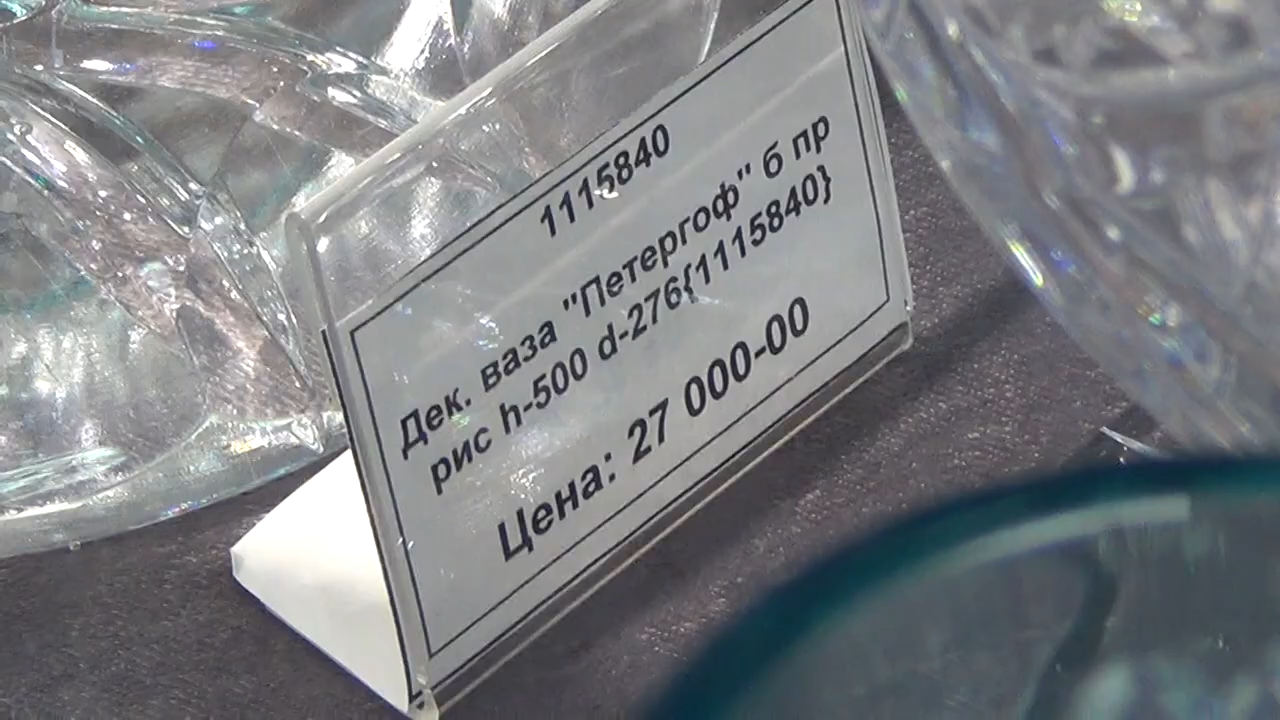 1115840
Дек. ваза "Петергоф" б пр
рис h-500 d-276{1115840}
Цена: 27 000-00